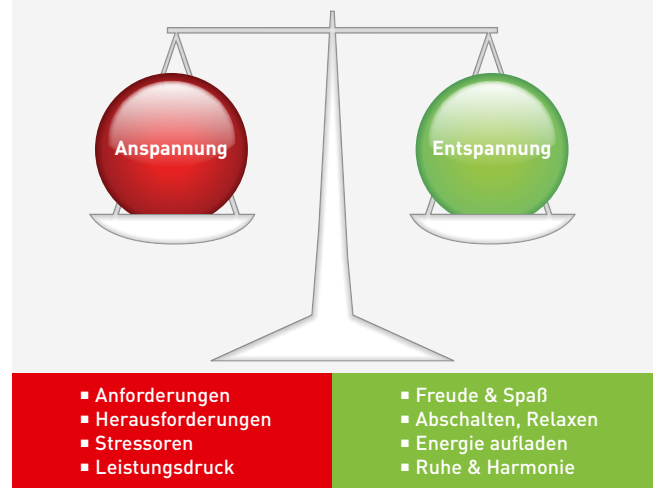 Anspannung
Entspannung
▪ Anforderungen
▪ Herausforderungen
▪ Stressoren
▪ Leistungsdruck
▪ Freude & Spaß
▪ Abschalten, Relaxen
▪ Energie aufladen
▪ Ruhe & Harmonie